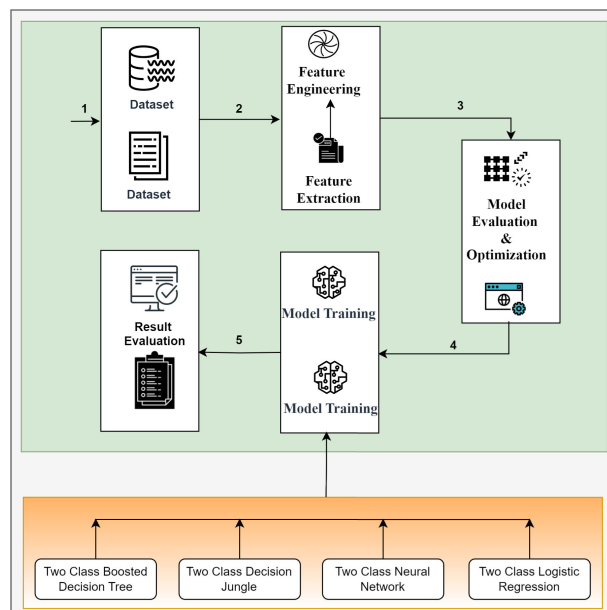 1
Dataset
Dataset
2
Feature
Engineering
Feature
Extraction
3
Model
Evaluation
&
Optimization
4
Model Training
Model Training
5
Result
Evaluation
Two Class Boosted
Decision Tree
Two Class Decision
Jungle
Two Class Neural
Network
Two Class Logistic
Regression